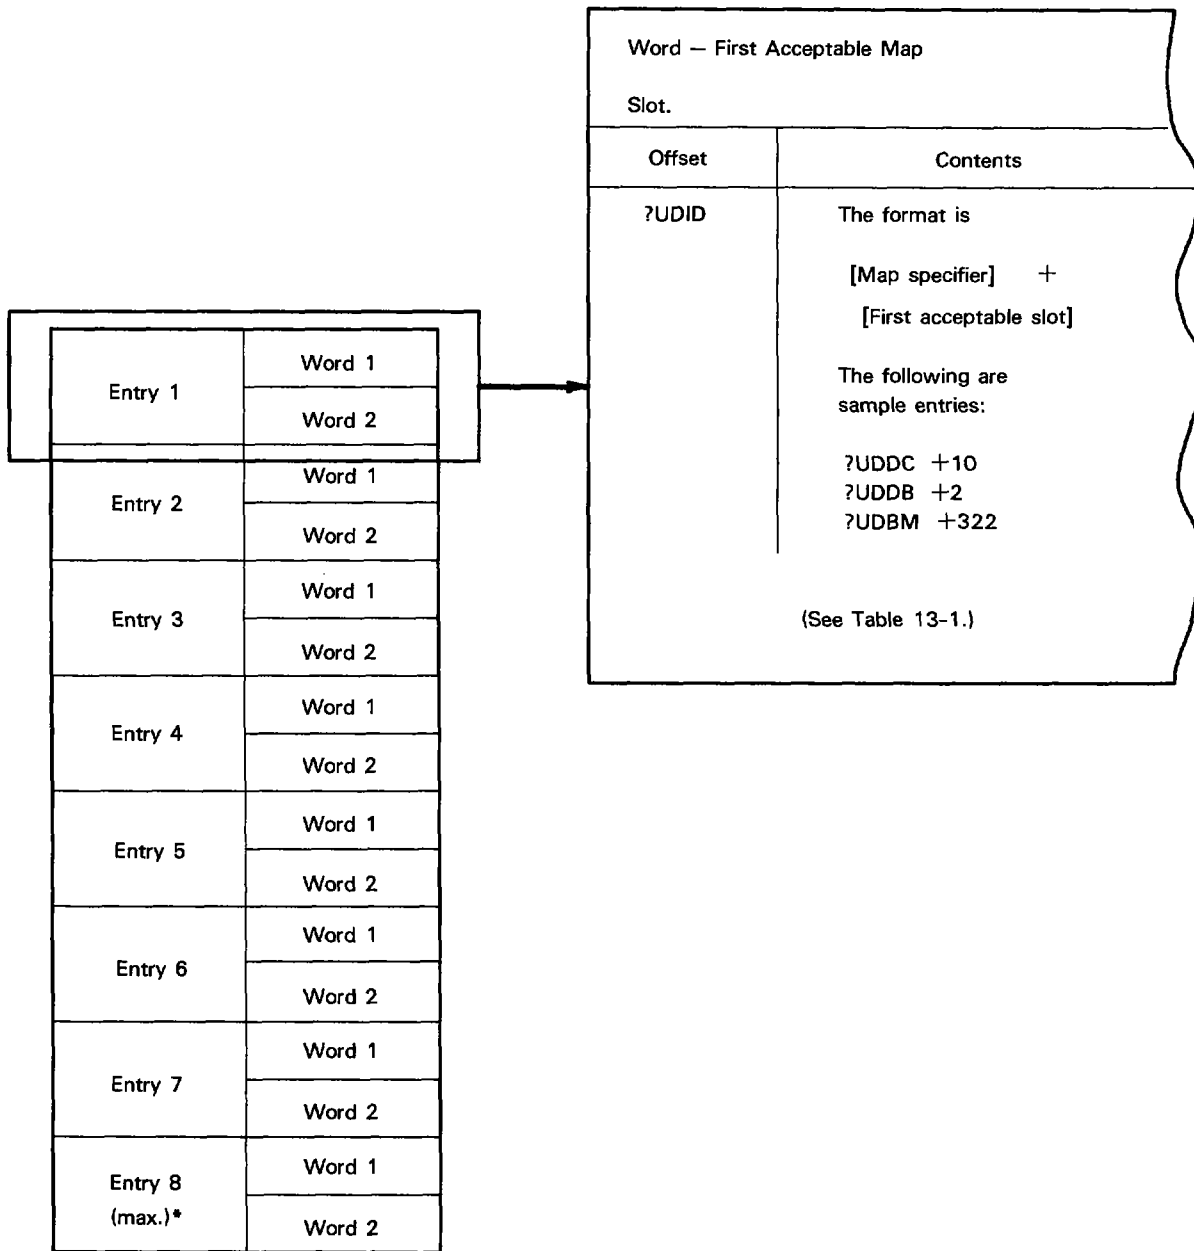 Word – First Acceptable Map
Slot.
Offset Contents
?UDID The format is
[Map specifier] +
[First acceptable slot]
The following are
sample entries:
?UDDC +10
?UDDB +2
?UDBM +322
(See Table 13-1.)
Entry 1
Word 1
Word 2
Entry 2
Word 1
Word 2
Entry 3
Word 1
Word 2
Entry 4
Word 1
Word 2
Entry 5
Word 1
Word 2
Entry 6
Word 1
Word 2
Entry 7
Word 1
Word 2
Entry 8
(max.)*
Word 1
Word 2